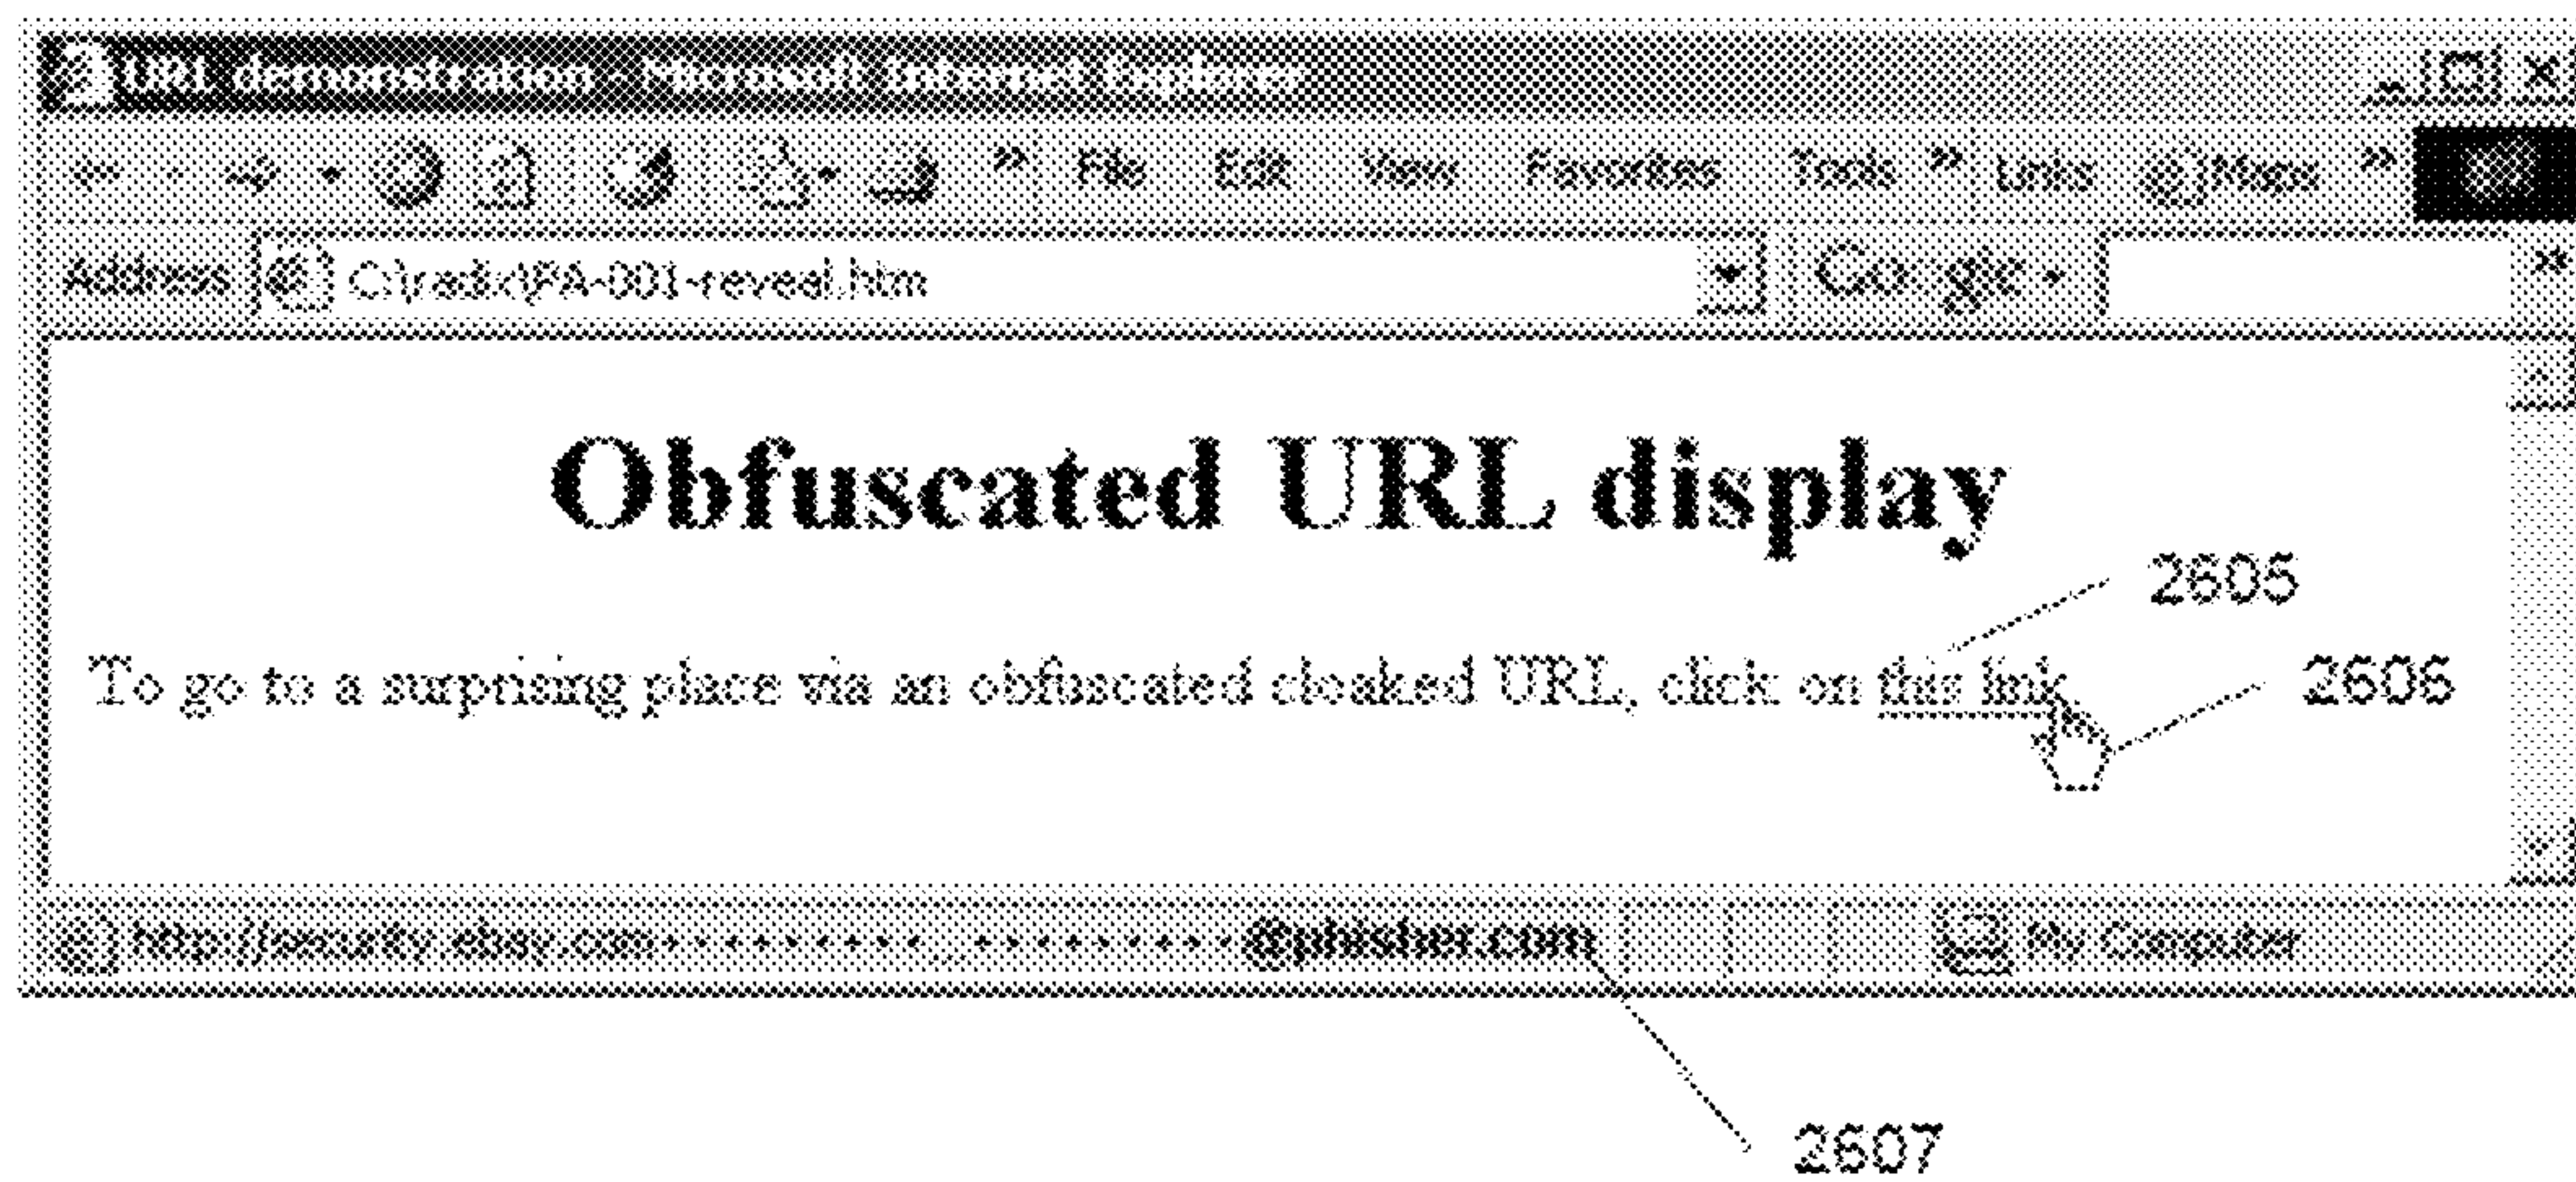 URL demonstration - Microsoft Internet Explorer
» File Edit View Favorites Tools » Links Maps »
Address C:\radix\PA-001-reveal.htm Google »
Obfuscated URL display
2605
To go to a surprising place via an obfuscated cloaked URL, click on this link
2606
http://security.ebay.com @phisher.com My Computer
2607